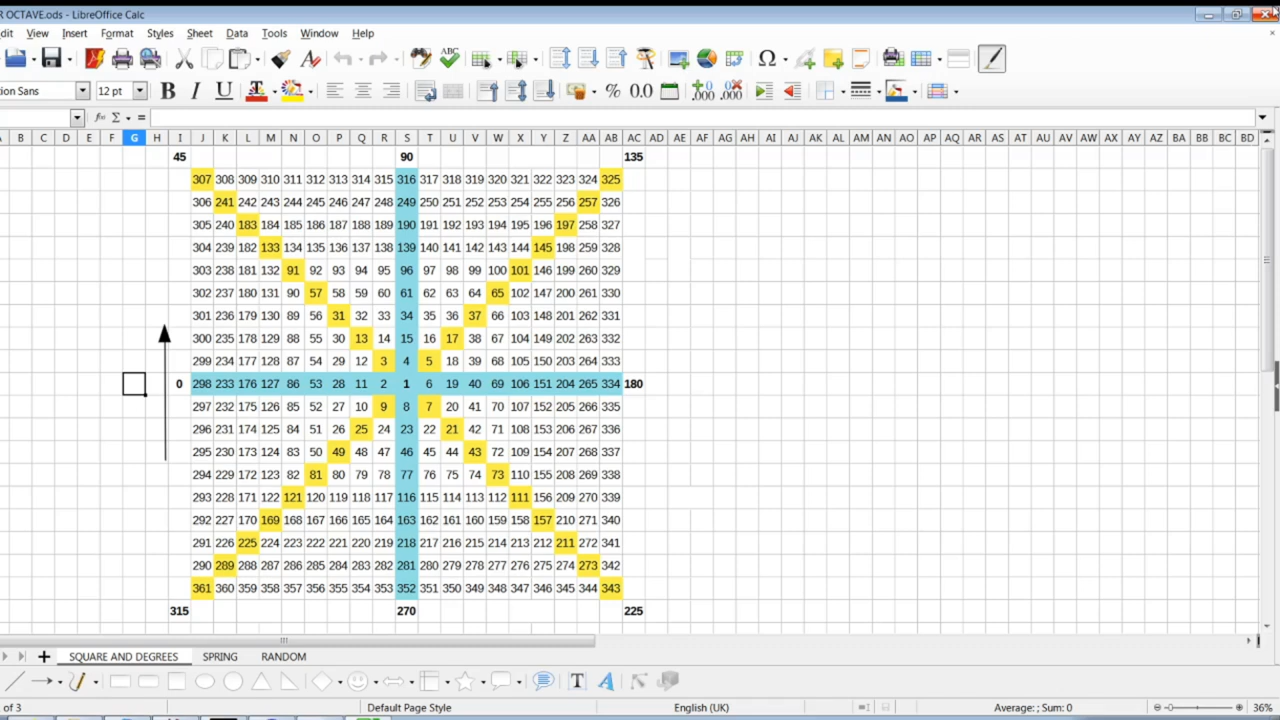 R OCTAVE.ods - LibreOffice Calc
dit View Insert Format Styles Sheet Data Tools Window Help
ion Sans 12 pt B I U A % 0.0
fx Σ =
A B C D E F G H I J K L M N O P Q R S T U V W X Y Z AA AB AC AD AE AF AG AH AI AJ AK AL AM AN AO AP AQ AR AS AT AU AV AW AX AY AZ BA BB BC BD
45 90 135
307 308 309 310 311 312 313 314 315 316 317 318 319 320 321 322 323 324 325
306 241 242 243 244 245 246 247 248 249 250 251 252 253 254 255 256 257 326
305 240 183 184 185 186 187 188 189 190 191 192 193 194 195 196 197 258 327
304 239 182 133 134 135 136 137 138 139 140 141 142 143 144 145 198 259 328
303 238 181 132 91 92 93 94 95 96 97 98 99 100 101 146 199 260 329
302 237 180 131 90 57 58 59 60 61 62 63 64 65 102 147 200 261 330
301 236 179 130 89 56 31 32 33 34 35 36 37 66 103 148 201 262 331
300 235 178 129 88 55 30 13 14 15 16 17 38 67 104 149 202 263 332
299 234 177 128 87 54 29 12 3 4 5 18 39 68 105 150 203 264 333
0 298 233 176 127 86 53 28 11 2 1 6 19 40 69 106 151 204 265 334 180
297 232 175 126 85 52 27 10 9 8 7 20 41 70 107 152 205 266 335
296 231 174 125 84 51 26 25 24 23 22 21 42 71 108 153 206 267 336
295 230 173 124 83 50 49 48 47 46 45 44 43 72 109 154 207 268 337
294 229 172 123 82 81 80 79 78 77 76 75 74 73 110 155 208 269 338
293 228 171 122 121 120 119 118 117 116 115 114 113 112 111 156 209 270 339
292 227 170 169 168 167 166 165 164 163 162 161 160 159 158 157 210 271 340
291 226 225 224 223 222 221 220 219 218 217 216 215 214 213 212 211 272 341
290 289 288 287 286 285 284 283 282 281 280 279 278 277 276 275 274 273 342
361 360 359 358 357 356 355 354 353 352 351 350 349 348 347 346 345 344 343
315 270 225
SQUARE AND DEGREES SPRING RANDOM
of 3 Default Page Style English (UK) Average: ; Sum: 0 36%